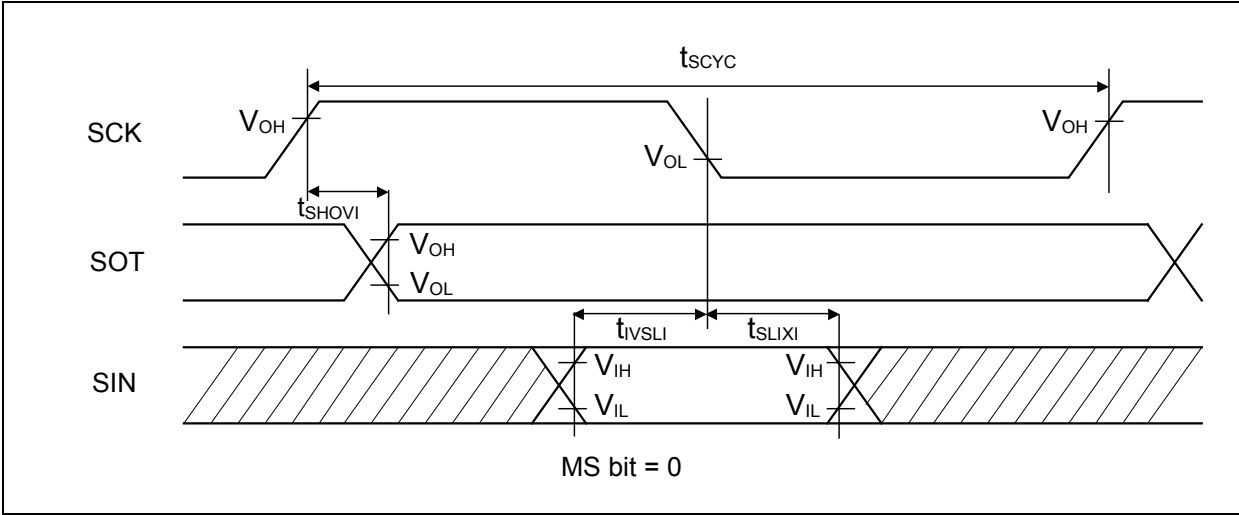 tSCYC
SCK
VOH
VOL
VOH
tSHOVI
SOT
VOH
VOL
tIVSLI
tSLIXI
SIN
VIH
VIL
VIH
VIL
MS bit = 0